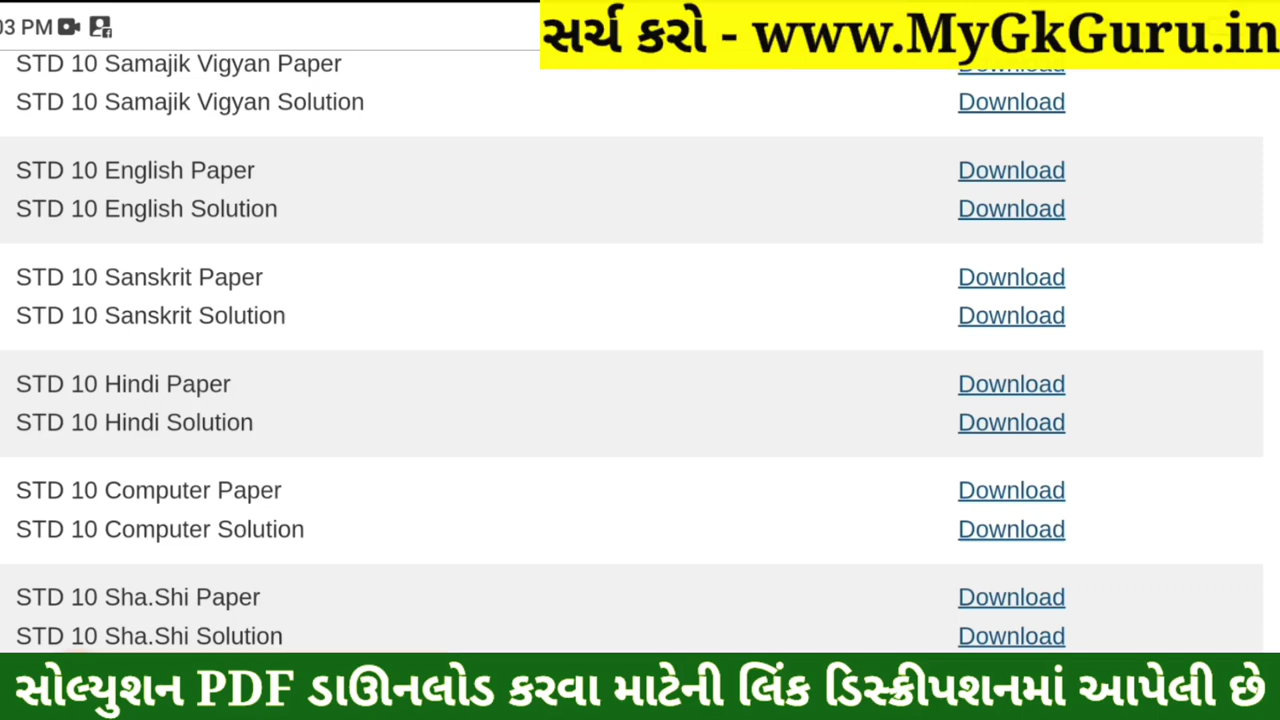 03 PM
સર્ચ કરો - www.MyGkGuru.in
STD 10 Samajik Vigyan Paper Download
STD 10 Samajik Vigyan Solution Download
STD 10 English Paper Download
STD 10 English Solution Download
STD 10 Sanskrit Paper Download
STD 10 Sanskrit Solution Download
STD 10 Hindi Paper Download
STD 10 Hindi Solution Download
STD 10 Computer Paper Download
STD 10 Computer Solution Download
STD 10 Sha.Shi Paper Download
STD 10 Sha.Shi Solution Download
સોલ્યુશન PDF ડાઊનલોડ કરવા માટેની લિંક ડિસ્ક્રીપશનમાં આપેલી છે